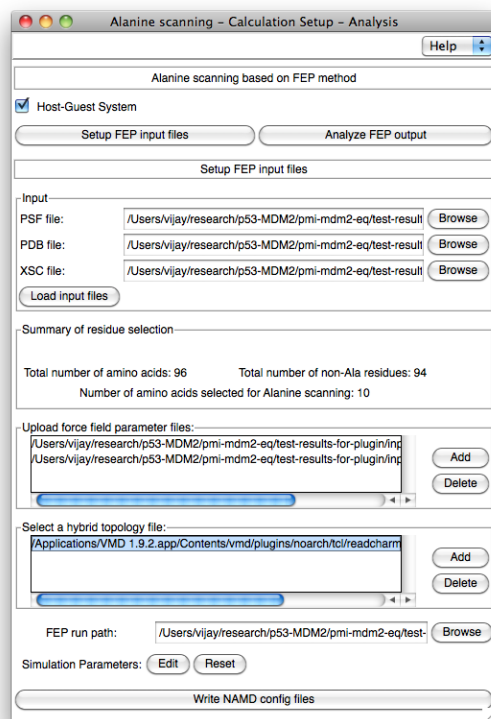 Alanine scanning – Calculation Setup – Analysis
Help
Alanine scanning based on FEP method
Host-Guest System
Setup FEP input files Analyze FEP output
Setup FEP input files
Input
PSF file: /Users/vijay/research/p53-MDM2/pmi-mdm2-eq/test-result Browse
PDB file: /Users/vijay/research/p53-MDM2/pmi-mdm2-eq/test-result Browse
XSC file: /Users/vijay/research/p53-MDM2/pmi-mdm2-eq/test-result Browse
Load input files
Summary of residue selection
Total number of amino acids: 96 Total number of non-Ala residues: 94
Number of amino acids selected for Alanine scanning: 10
Upload force field parameter files:
/Users/vijay/research/p53-MDM2/pmi-mdm2-eq/test-results-for-plugin/inp
/Users/vijay/research/p53-MDM2/pmi-mdm2-eq/test-results-for-plugin/inp
Add
Delete
Select a hybrid topology file:
/Applications/VMD 1.9.2.app/Contents/vmd/plugins/noarch/tcl/readcharm
Add
Delete
FEP run path: /Users/vijay/research/p53-MDM2/pmi-mdm2-eq/test- Browse
Simulation Parameters: Edit Reset
Write NAMD config files